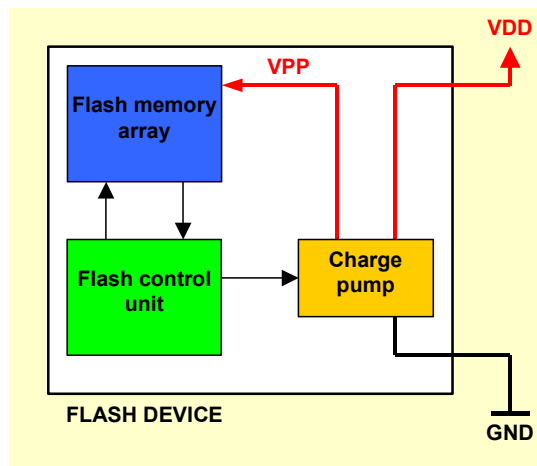 VDD
VPP
Flash memory
array
Flash control
unit
Charge
pump
FLASH DEVICE
GND